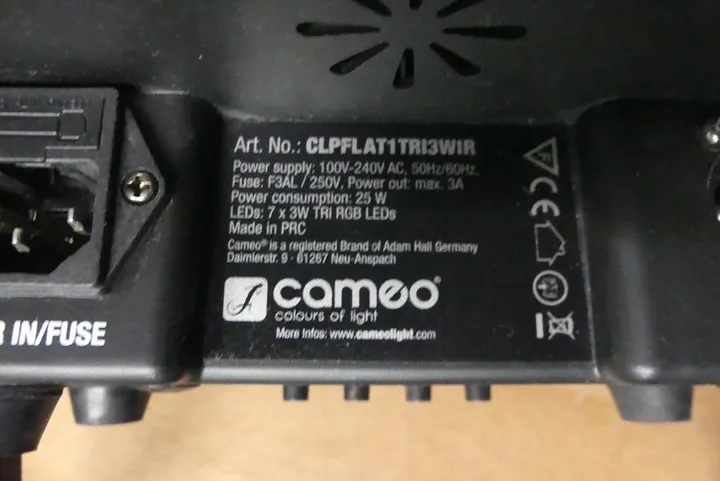 Art. No.: CLPFLAT1TRI3WIR
Power supply: 100V-240V AC, 50Hz/60Hz,
Fuse: F3AL / 250V, Power out: max. 3A
Power consumption: 25 W
LEDs: 7 x 3W TRI RGB LEDs
Made in PRC
Cameo® is a registered Brand of Adam Hall Germany
Daimlerstr. 9 · 61267 Neu-Anspach
cameo®
colours of light
More Infos: www.cameolight.com
F
CE
R IN/FUSE